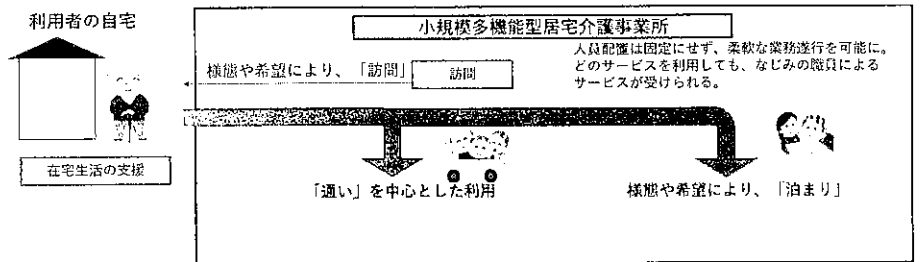 利用者の自宅
小規模多機能型居宅介護事業所
人員配置は固定にせず、柔軟な業務遂行を可能に。
どのサービスを利用しても、なじみの職員による
サービスが受けられる。
様態や希望により、「訪問」
訪問
在宅生活の支援
「通い」を中心とした利用
様態や希望により、「泊まり」